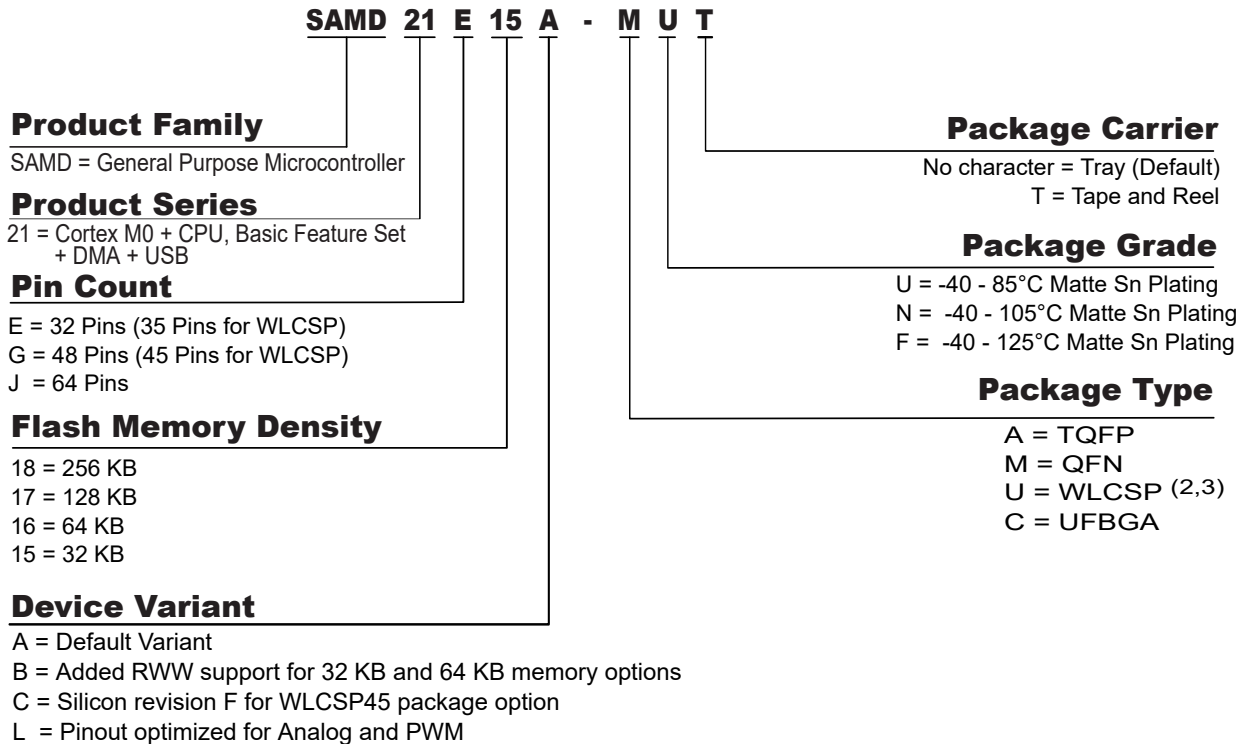 SAMD 21 E 15 A - M U T
Product Family
SAMD = General Purpose Microcontroller
Product Series
21 = Cortex M0 + CPU, Basic Feature Set
+ DMA + USB
Pin Count
E = 32 Pins (35 Pins for WLCSP)
G = 48 Pins (45 Pins for WLCSP)
J = 64 Pins
Flash Memory Density
18 = 256 KB
17 = 128 KB
16 = 64 KB
15 = 32 KB
Device Variant
A = Default Variant
B = Added RWW support for 32 KB and 64 KB memory options
C = Silicon revision F for WLCSP45 package option
L = Pinout optimized for Analog and PWM
Package Carrier
No character = Tray (Default)
T = Tape and Reel
Package Grade
U = -40 - 85°C Matte Sn Plating
N = -40 - 105°C Matte Sn Plating
F = -40 - 125°C Matte Sn Plating
Package Type
A = TQFP
M = QFN
U = WLCSP (2,3)
C = UFBGA